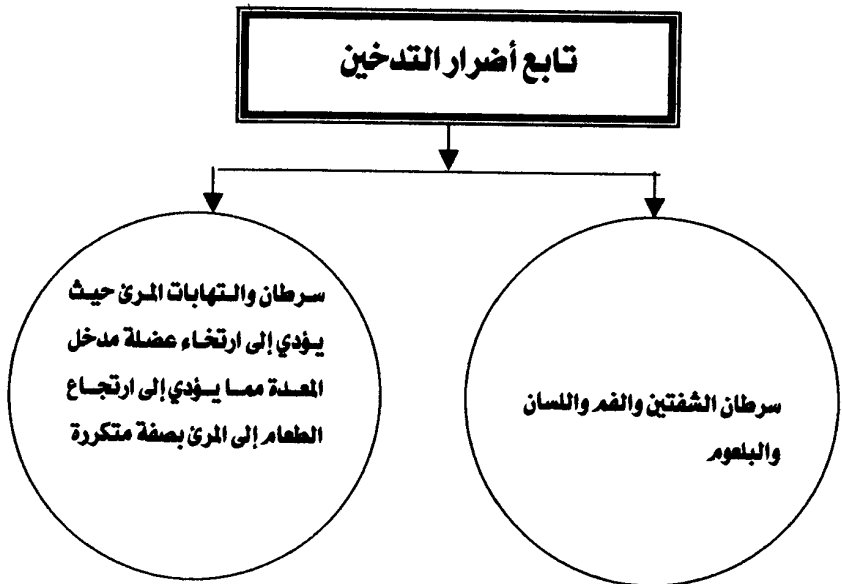 تابع أضرار التدخين
سرطان الشفتين والفم واللسان
والبلعوم
سرطان والتهابات المرئ حيث
يؤدي إلى ارتخاء عضلة مدخل
المعدة مما يؤدي إلى ارتجاع
الطعام إلى المرئ بصفة متكررة